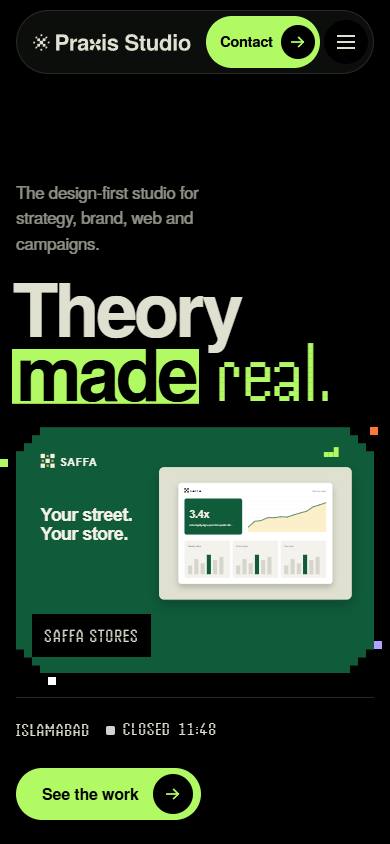 Praxis Studio
Contact
The design-first studio for
strategy, brand, web and
campaigns.
Theory
made real.
SAFFA
Your street.
Your store.
SAFFA
3.4x
SAFFA STORES
ISLAMABAD
CLOSED 11:48
See the work